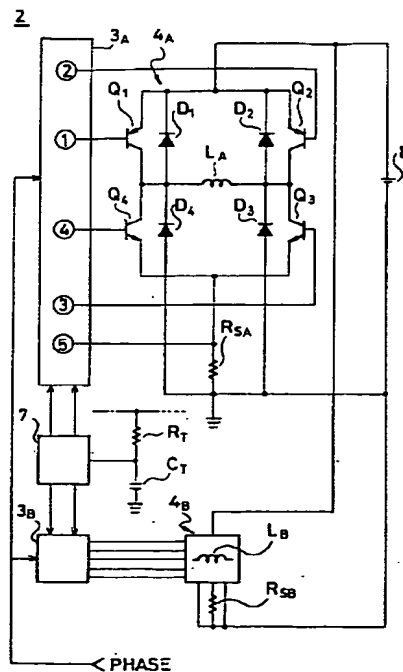 2
3A
4A
②
Q1
D1
D2
Q2
①
LA
Q4
D4
D3
Q3
④
③
⑤
RSA
7
RT
CT
3B
4B
LB
RSB
PHASE